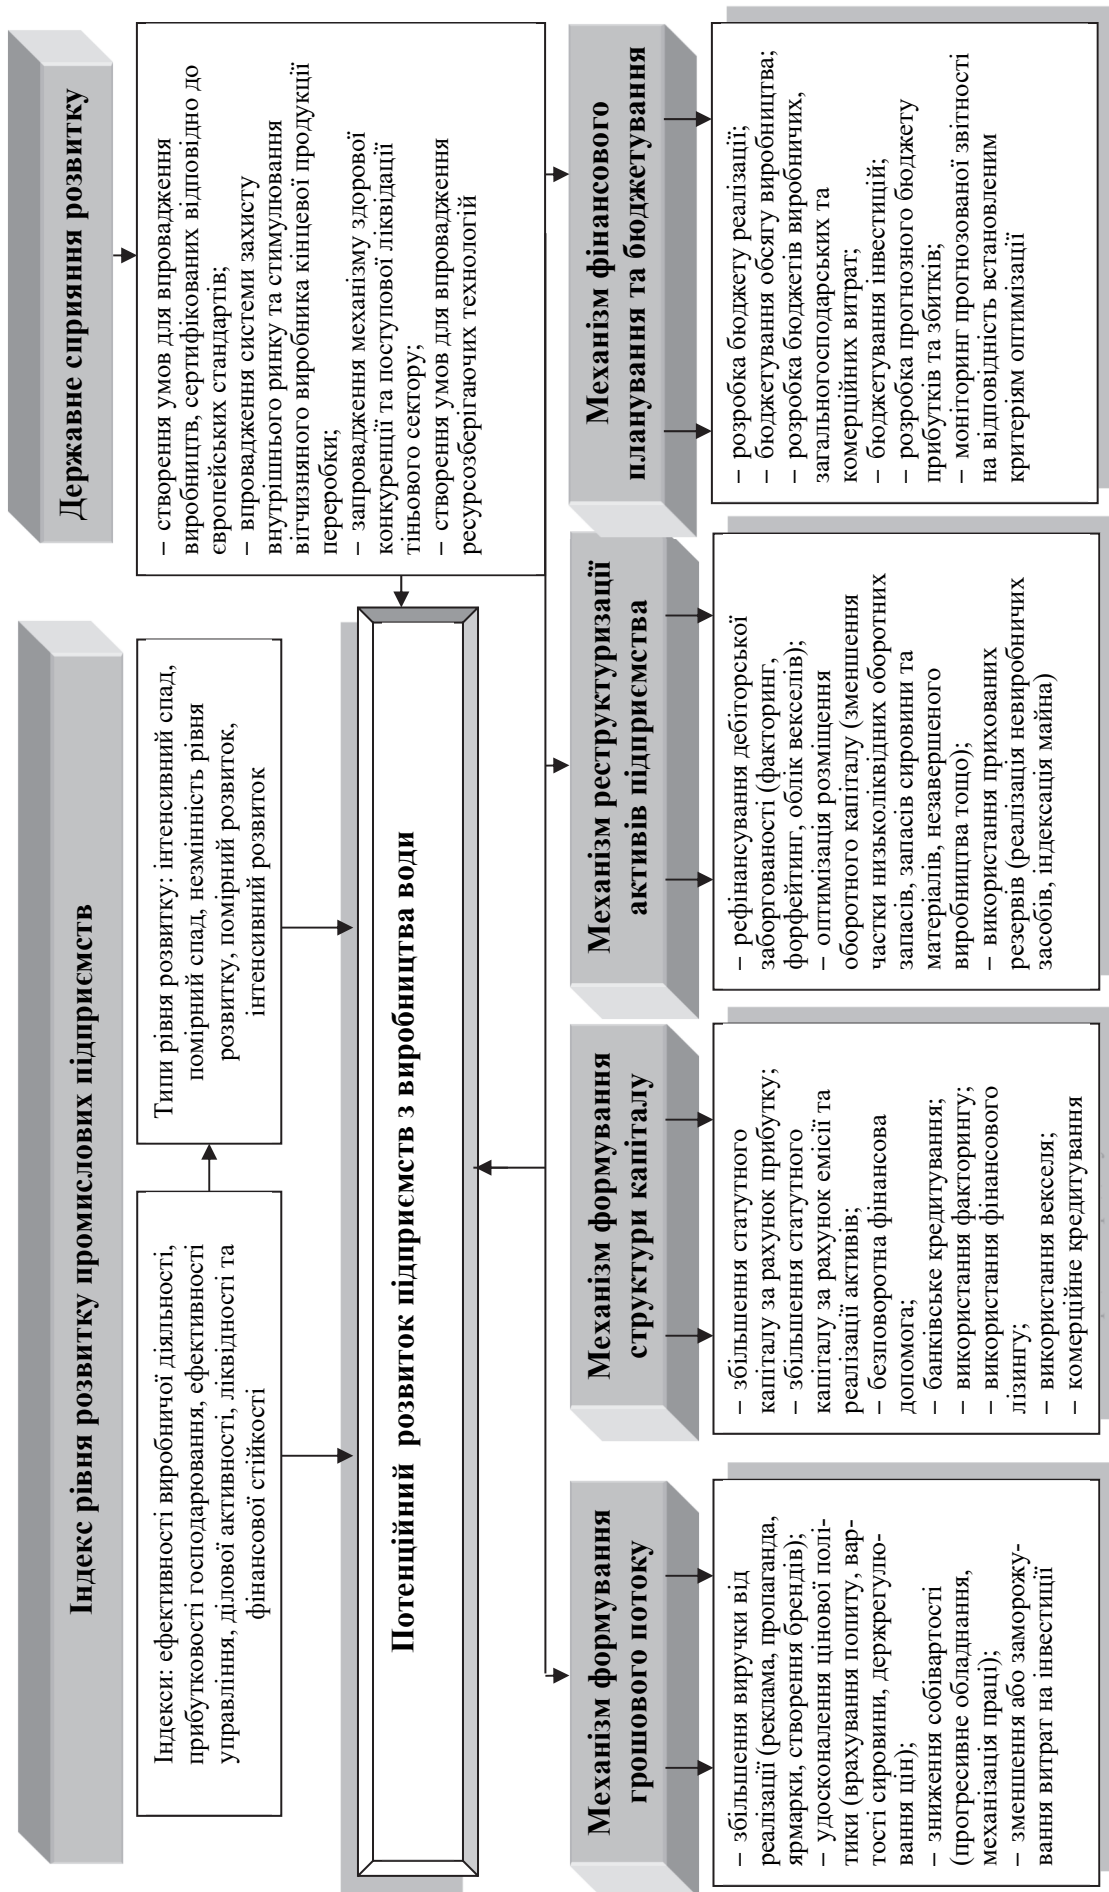 Індекс рівня розвитку промислових підприємств
Індекси: ефективності виробничої діяльності,
прибутковості господарювання, ефективності
управління, ділової активності, ліквідності та
фінансової стійкості
Типи рівня розвитку: інтенсивний спад,
помірний спад, незмінність рівня
розвитку, помірний розвиток,
інтенсивний розвиток
Державне сприяння розвитку
– створення умов для впровадження
виробництв, сертифікованих відповідно до
європейських стандартів;
– впровадження системи захисту
внутрішнього ринку та стимулювання
вітчизняного виробника кінцевої продукції
переробки;
– запровадження механізму здорової
конкуренції та поступової ліквідації
тіньового сектору;
– створення умов для впровадження
ресурсозберігаючих технологій
Потенційний розвиток підприємств з виробництва води
Механізм формування
грошового потоку
– збільшення виручки від
реалізації (реклама, пропаганда,
ярмарки, створення брендів);
– удосконалення цінової полі-
тики (врахування попиту, вар-
тості сировини, держрегулю-
вання цін);
– зниження собівартості
(прогресивне обладнання,
механізація праці);
– зменшення або заморожу-
вання витрат на інвестиції
Механізм формування
структури капіталу
– збільшення статутного
капіталу за рахунок прибутку;
– збільшення статутного
капіталу за рахунок емісії та
реалізації активів;
– безповоротна фінансова
допомога;
– банківське кредитування;
– використання факторингу;
– використання фінансового
лізингу;
– використання векселя;
– комерційне кредитування
Механізм реструктуризації
активів підприємства
– рефінансування дебіторської
заборгованості (факторинг,
форфейтинг, облік векселів);
– оптимізація розміщення
оборотного капіталу (зменшення
частки низьколіквідних оборотних
запасів, запасів сировини та
матеріалів, незавершеного
виробництва тощо);
– використання прихованих
резервів (реалізація невиробничих
засобів, індексація майна)
Механізм фінансового
планування та бюджетування
– розробка бюджету реалізації;
– бюджетування обсягу виробництва;
– розробка бюджетів виробничих,
загальногосподарських та
комерційних витрат;
– бюджетування інвестицій;
– розробка прогнозного бюджету
прибутків та збитків;
– моніторинг прогнозованої звітності
на відповідність встановленим
критеріям оптимізації